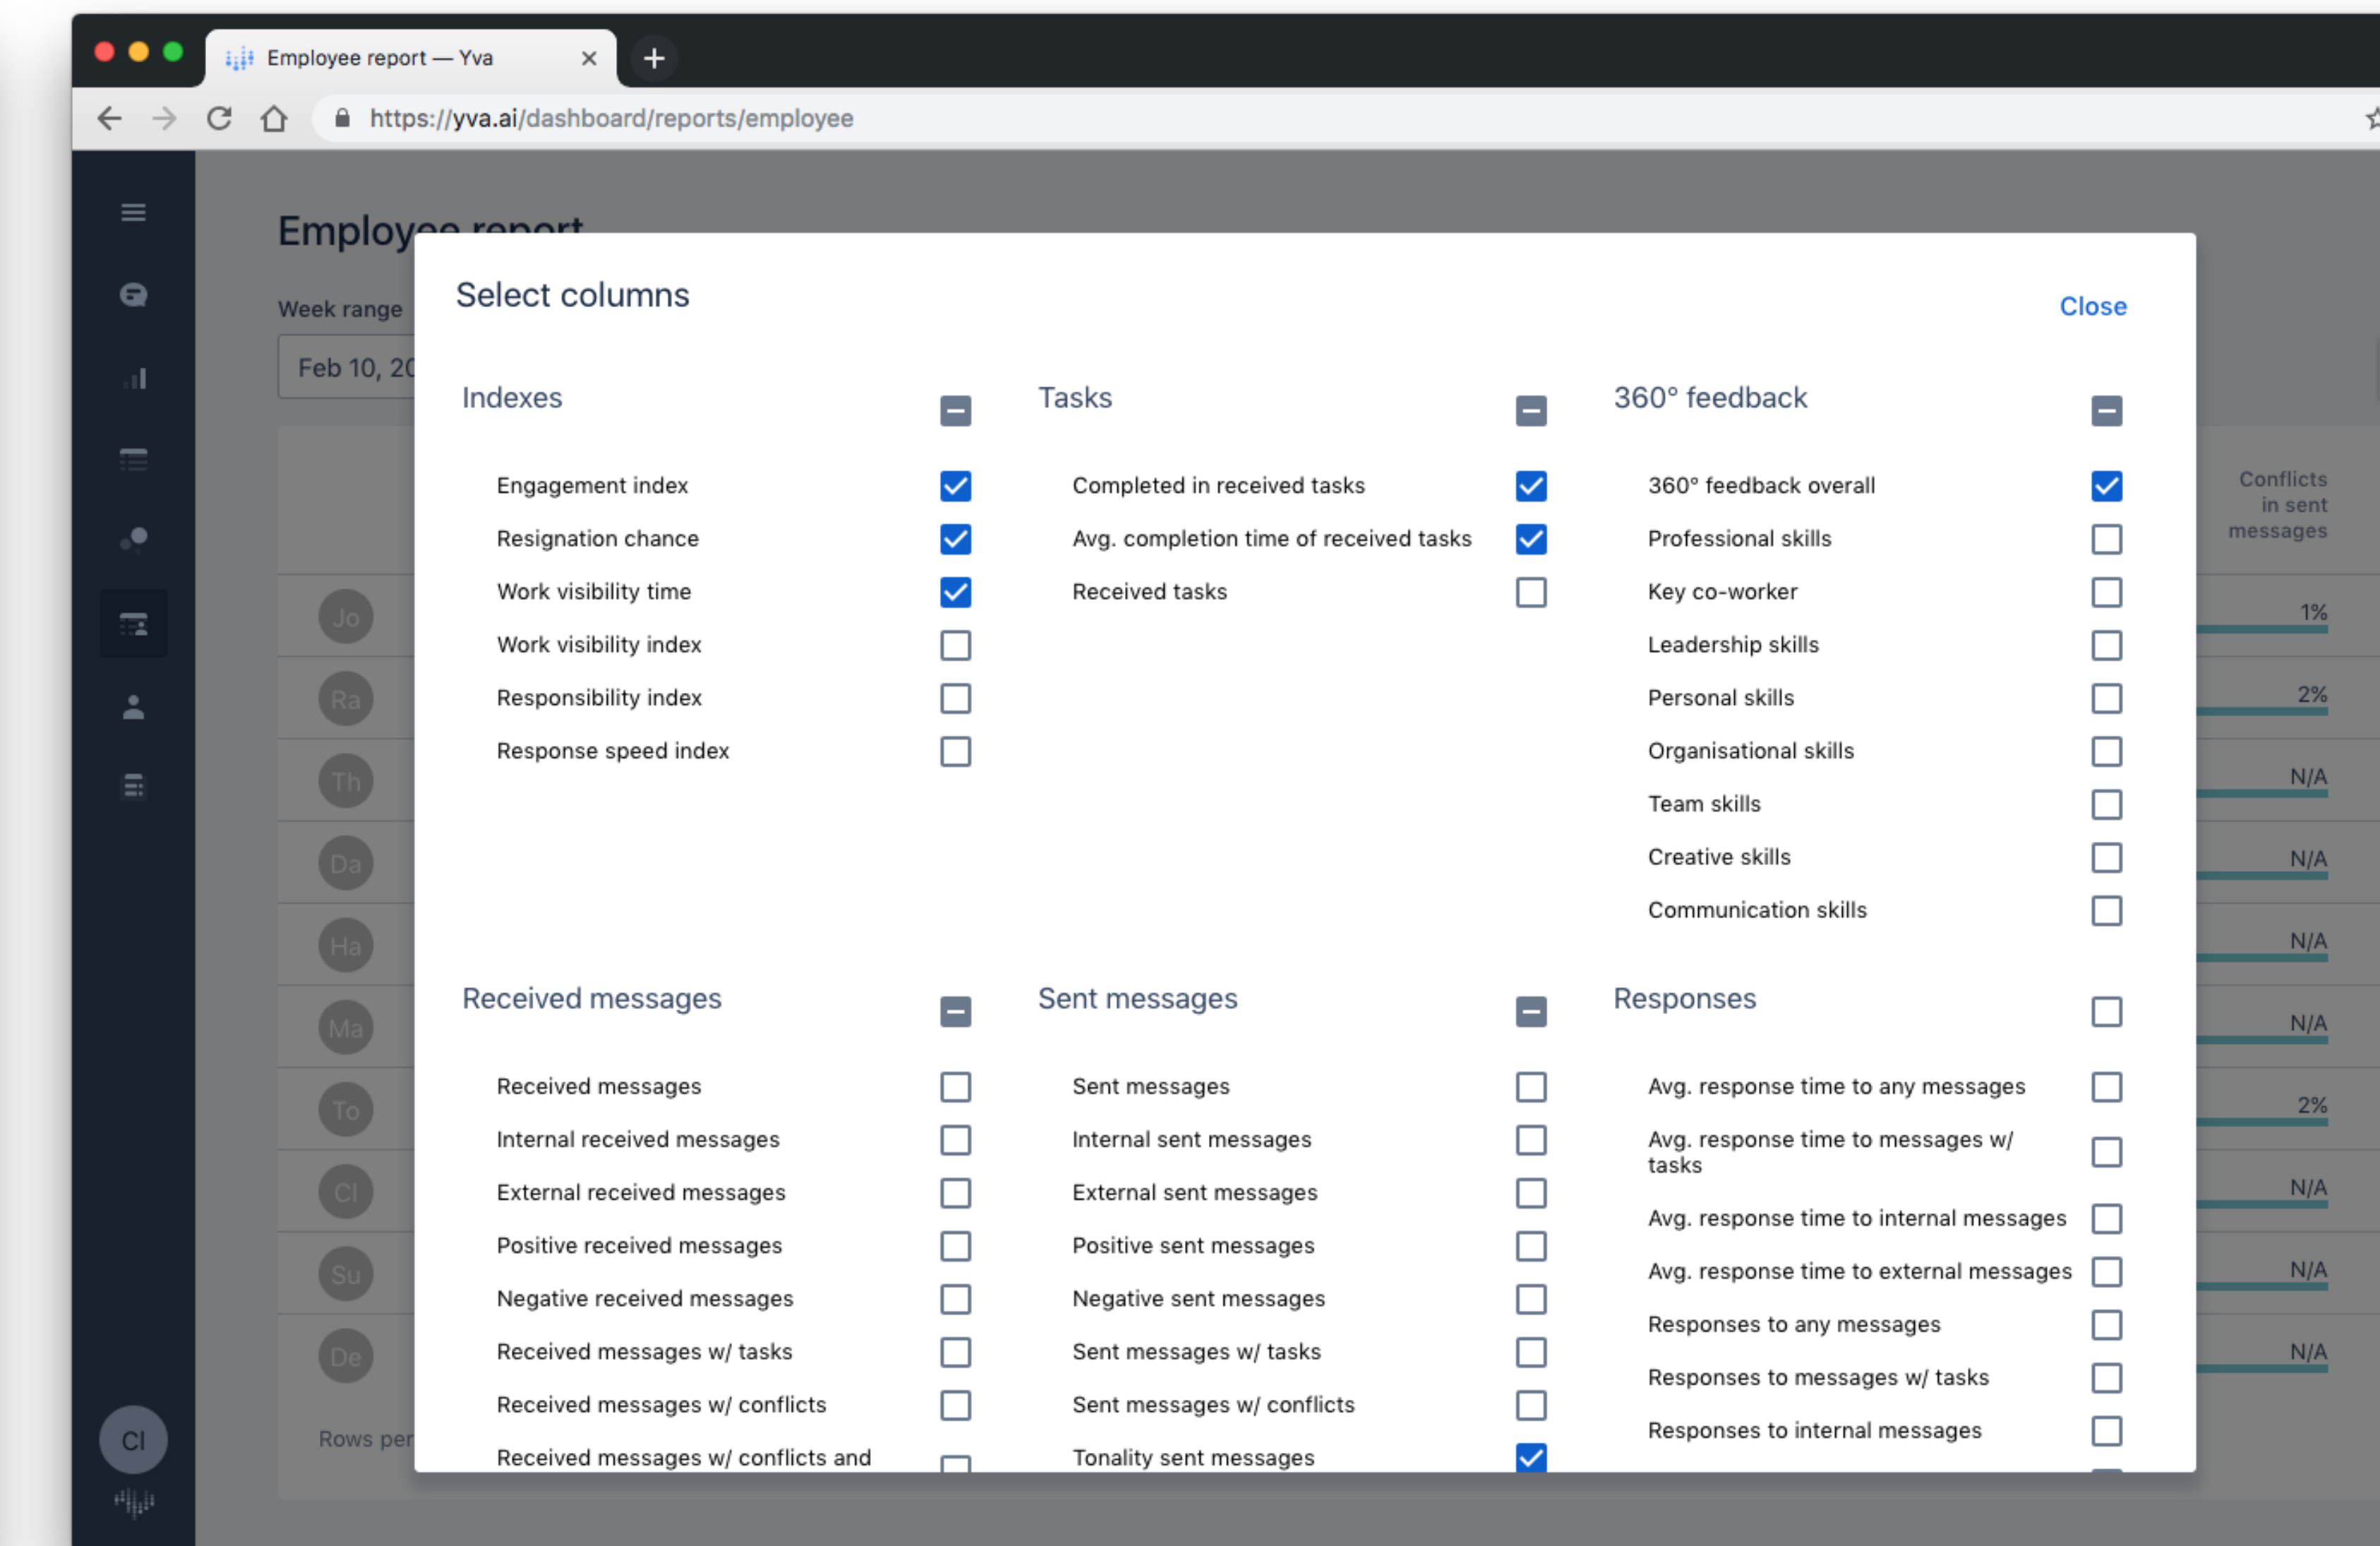 Employee report — Yva
https://yva.ai/dashboard/reports/employee
Employee report
Week range
Feb 10, 20
Select columns
Close
Indexes
Engagement index
Resignation chance
Work visibility time
Work visibility index
Responsibility index
Response speed index
Tasks
Completed in received tasks
Avg. completion time of received tasks
Received tasks
360° feedback
360° feedback overall
Professional skills
Key co-worker
Leadership skills
Personal skills
Organisational skills
Team skills
Creative skills
Communication skills
Received messages
Received messages
Internal received messages
External received messages
Positive received messages
Negative received messages
Received messages w/ tasks
Received messages w/ conflicts
Received messages w/ conflicts and
Sent messages
Sent messages
Internal sent messages
External sent messages
Positive sent messages
Negative sent messages
Sent messages w/ tasks
Sent messages w/ conflicts
Tonality sent messages
Responses
Avg. response time to any messages
Avg. response time to messages w/
tasks
Avg. response time to internal messages
Avg. response time to external messages
Responses to any messages
Responses to messages w/ tasks
Responses to internal messages
Conflicts
in sent
messages
Jo
1%
Ra
2%
Th
N/A
Da
N/A
Ha
N/A
Ma
N/A
To
2%
Cl
N/A
Su
N/A
De
N/A
Rows per
Cl